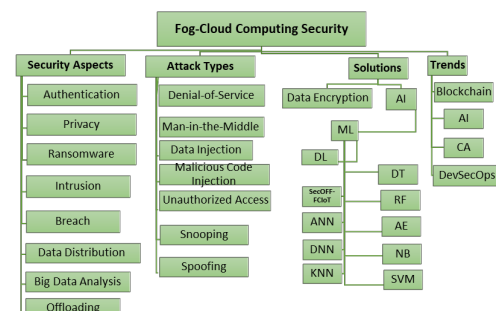 Fog-Cloud Computing Security
Security Aspects
Authentication
Privacy
Ransomware
Intrusion
Breach
Data Distribution
Big Data Analysis
Offloading
Attack Types
Denial-of-Service
Man-in-the-Middle
Data Injection
Malicious Code
Injection
Unauthorized Access
Snooping
Spoofing
Solutions
Data Encryption
AI
ML
DL
SecOFF-
FCIoT
ANN
DNN
KNN
DT
RF
AE
NB
SVM
Trends
Blockchain
AI
CA
DevSecOps